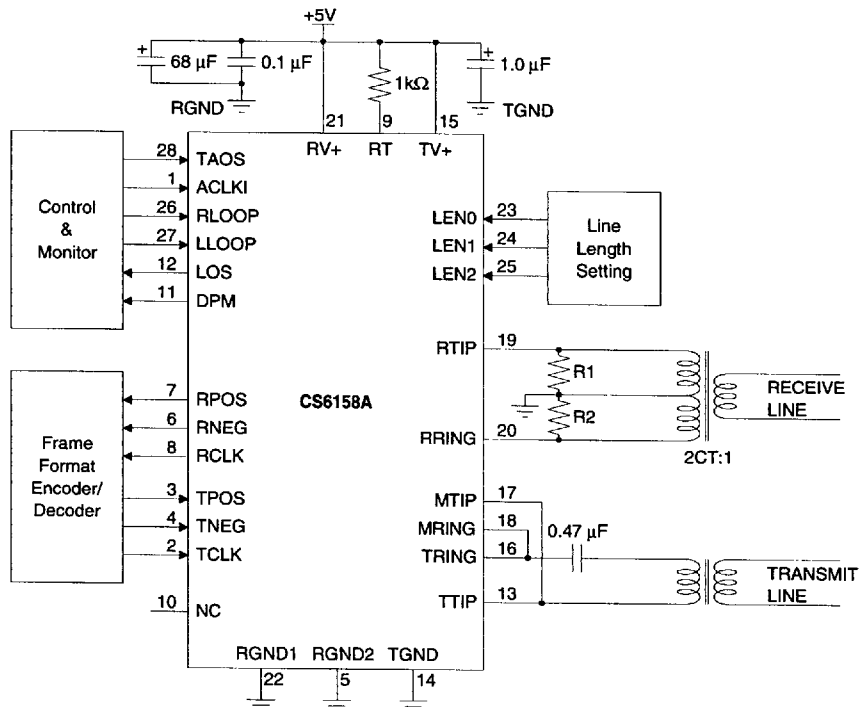 +5V
+
68 µF
0.1 µF
1kΩ
+
1.0 µF
RGND
TGND
21
9
15
RV+
RT
TV+
Control
&
Monitor
28
TAOS
1
ACLKI
26
RLOOP
27
LLOOP
12
LOS
11
DPM
LEN0
23
LEN1
24
LEN2
25
Line
Length
Setting
Frame
Format
Encoder/
Decoder
7
RPOS
6
RNEG
8
RCLK
3
TPOS
4
TNEG
2
TCLK
10
NC
CS6158A
RTIP
19
R1
R2
RRING
20
2CT:1
RECEIVE
LINE
MTIP
17
MRING
18
TRING
16
0.47 µF
TTIP
13
TRANSMIT
LINE
RGND1
RGND2
TGND
22
5
14